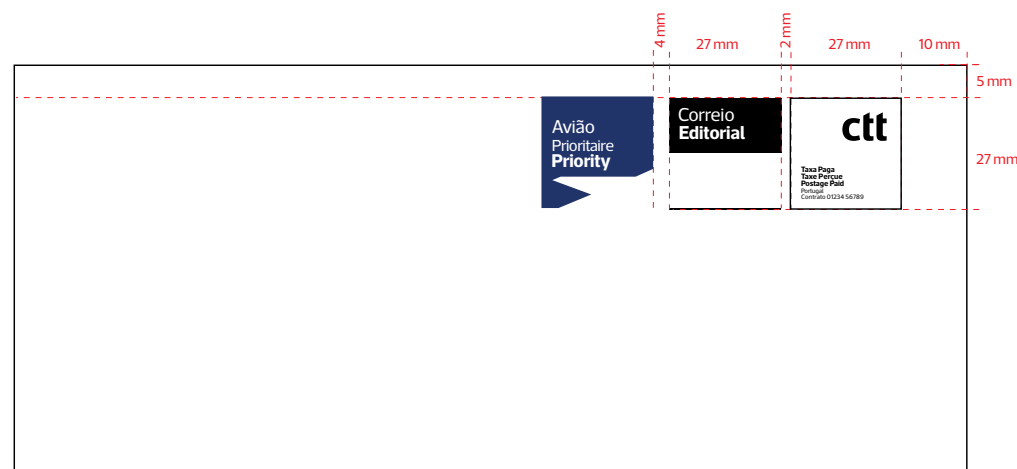 4 mm
27 mm
2 mm
27 mm
10 mm
5 mm
27 mm
Avião
Prioritaire
Priority
Correio
Editorial
ctt
Taxa Paga
Taxe Perçue
Postage Paid
Portugal
Contrato 01234 56789